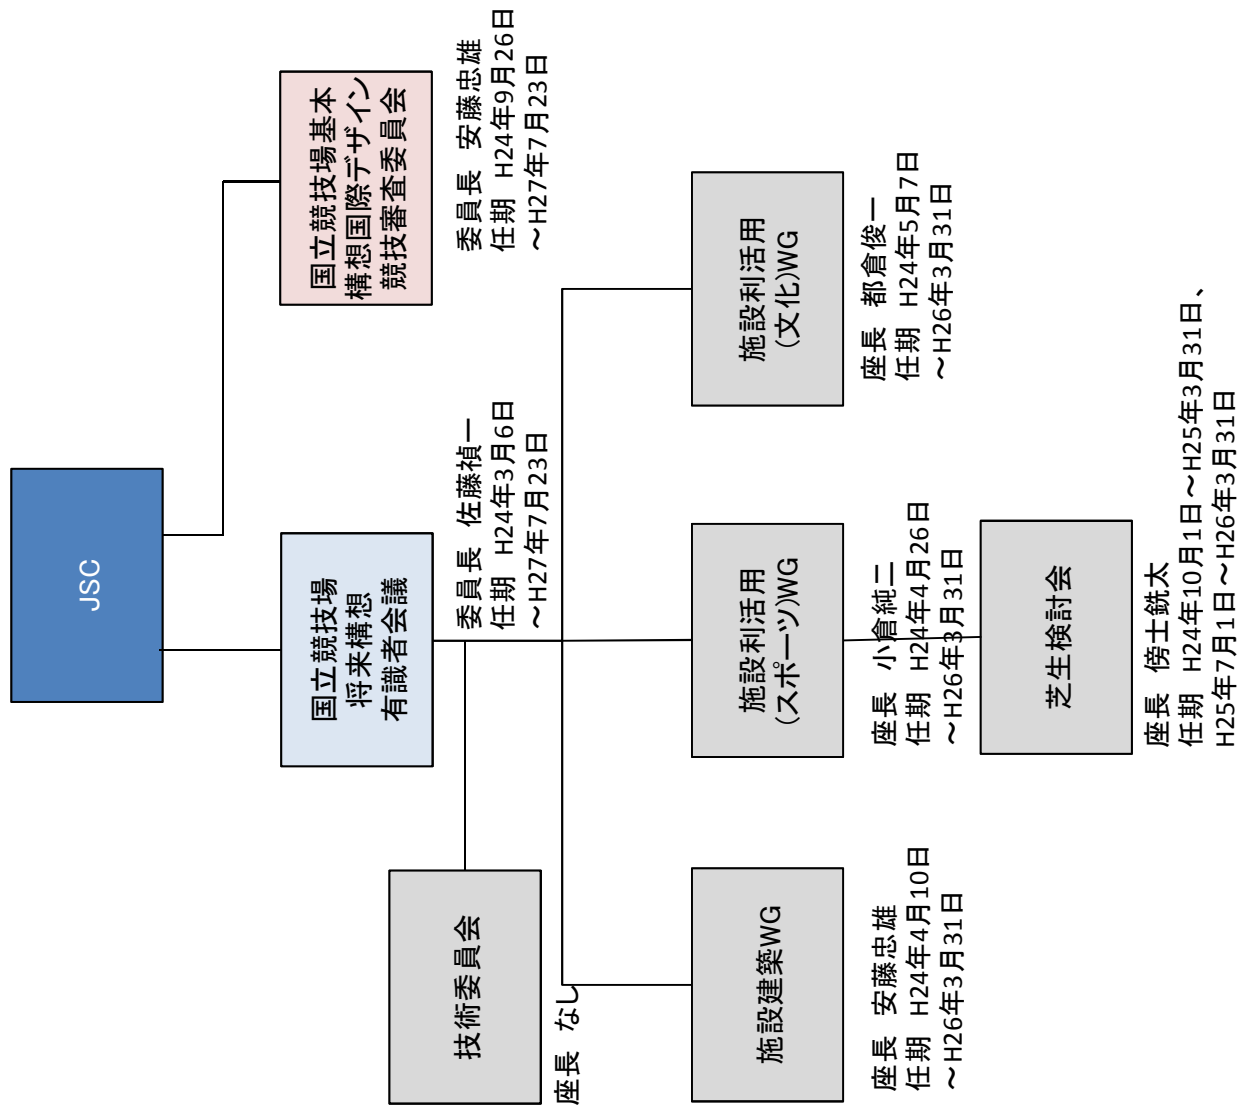 JSC
国立競技場
将来構想
有識者会議
委員長 佐藤禎一
任期 H24年3月6日
～H27年7月23日
国立競技場基本
構想国際デザイン
競技審査委員会
委員長 安藤忠雄
任期 H24年9月26日
～H27年7月23日
技術委員会
座長 なし
施設建築WG
座長 安藤忠雄
任期 H24年4月10日
～H26年3月31日
施設利活用
(スポーツ)WG
座長 小倉純二
任期 H24年4月26日
～H26年3月31日
施設利活用
(文化)WG
座長 都倉俊一
任期 H24年5月7日
～H26年3月31日
芝生検討会
座長 傍士銑太
任期 H24年10月1日～H25年3月31日、
H25年7月1日～H26年3月31日